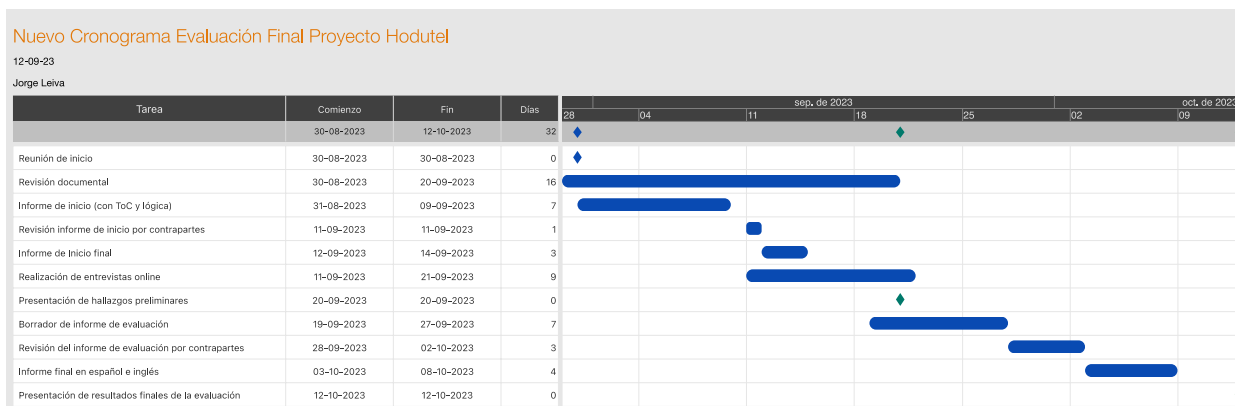 Nuevo Cronograma Evaluación Final Proyecto Hodutel
12-09-23
Jorge Leiva
Tarea Comienzo Fin Días sep. de 2023 oct. de 2023
28 04 11 18 25 02 09
30-08-2023 12-10-2023 32
Reunión de inicio 30-08-2023 30-08-2023 0
Revisión documental 30-08-2023 20-09-2023 16
Informe de inicio (con ToC y lógica) 31-08-2023 09-09-2023 7
Revisión informe de inicio por contrapartes 11-09-2023 11-09-2023 1
Informe de Inicio final 12-09-2023 14-09-2023 3
Realización de entrevistas online 11-09-2023 21-09-2023 9
Presentación de hallazgos preliminares 20-09-2023 20-09-2023 0
Borrador de informe de evaluación 19-09-2023 27-09-2023 7
Revisión del informe de evaluación por contrapartes 28-09-2023 02-10-2023 3
Informe final en español e inglés 03-10-2023 08-10-2023 4
Presentación de resultados finales de la evaluación 12-10-2023 12-10-2023 0